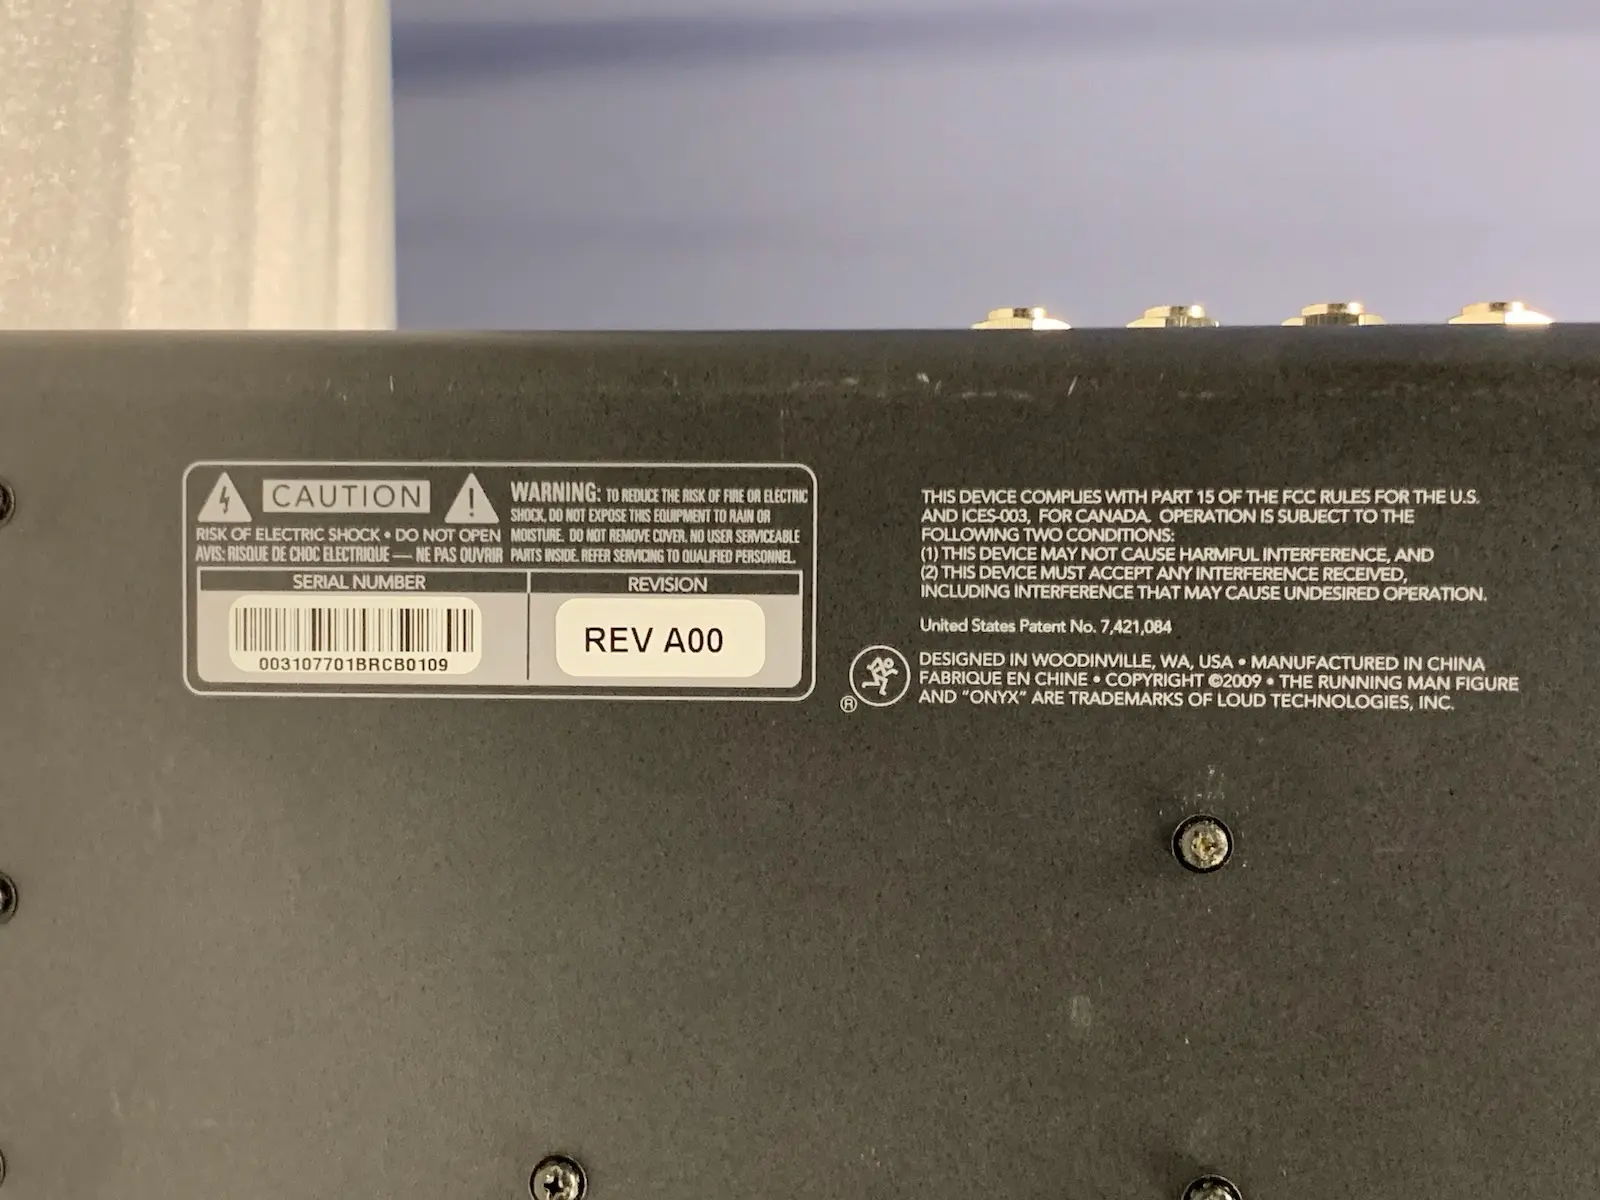 CAUTION
RISK OF ELECTRIC SHOCK • DO NOT OPEN
AVIS: RISQUE DE CHOC ELECTRIQUE — NE PAS OUVRIR
WARNING: TO REDUCE THE RISK OF FIRE OR ELECTRIC
SHOCK, DO NOT EXPOSE THIS EQUIPMENT TO RAIN OR
MOISTURE. DO NOT REMOVE COVER. NO USER SERVICEABLE
PARTS INSIDE. REFER SERVICING TO QUALIFIED PERSONNEL.
SERIAL NUMBER
003107701BRCB0109
REVISION
REV A00
THIS DEVICE COMPLIES WITH PART 15 OF THE FCC RULES FOR THE U.S.
AND ICES-003, FOR CANADA. OPERATION IS SUBJECT TO THE
FOLLOWING TWO CONDITIONS:
(1) THIS DEVICE MAY NOT CAUSE HARMFUL INTERFERENCE, AND
(2) THIS DEVICE MUST ACCEPT ANY INTERFERENCE RECEIVED,
INCLUDING INTERFERENCE THAT MAY CAUSE UNDESIRED OPERATION.
United States Patent No. 7,421,084
®
DESIGNED IN WOODINVILLE, WA, USA • MANUFACTURED IN CHINA
FABRIQUE EN CHINE • COPYRIGHT ©2009 • THE RUNNING MAN FIGURE
AND "ONYX" ARE TRADEMARKS OF LOUD TECHNOLOGIES, INC.